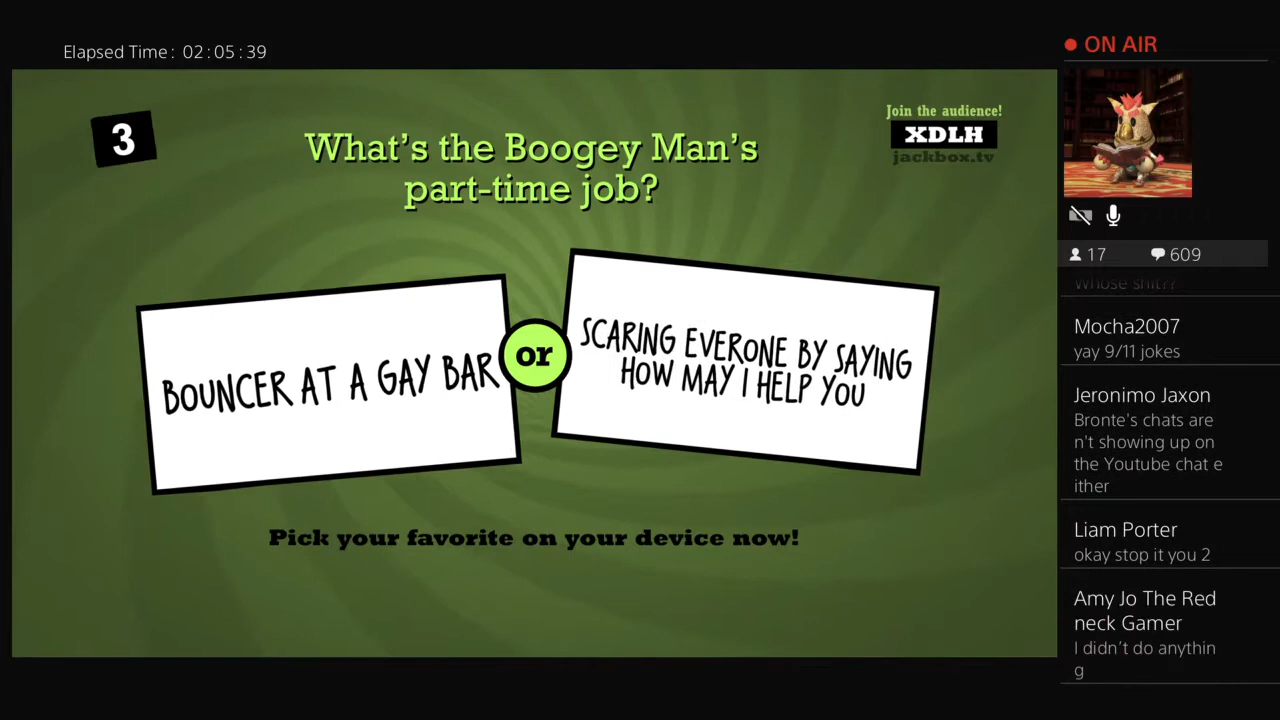 Elapsed Time: 02:05:39
ON AIR
3
What's the Boogey Man's
part-time job?
Join the audience!
XDLH
jackbox.tv
BOUNCER AT A GAY BAR
or
SCARING EVERONE BY SAYING
HOW MAY I HELP YOU
Pick your favorite on your device now!
17
609
Whose shit??
Mocha2007
yay 9/11 jokes
Jeronimo Jaxon
Bronte's chats are
n't showing up on
the Youtube chat e
ither
Liam Porter
okay stop it you 2
Amy Jo The Red
neck Gamer
I didn't do anythin
g